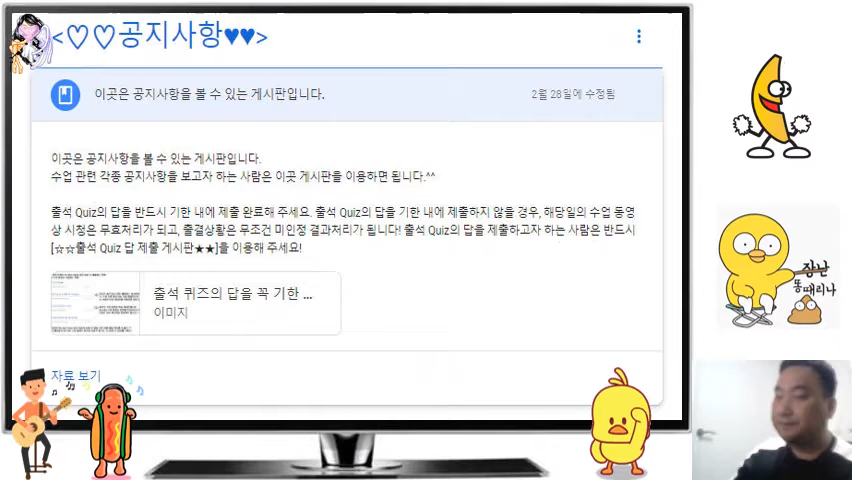 <♡♡공지사항♥♥>
이곳은 공지사항을 볼 수 있는 게시판입니다.
2월 28일에 수정됨
이곳은 공지사항을 볼 수 있는 게시판입니다.
수업 관련 각종 공지사항을 보고자 하는 사람은 이곳 게시판을 이용하면 됩니다.^^
출석 Quiz의 답을 반드시 기한 내에 제출 완료해 주세요. 출석 Quiz의 답을 기한 내에 제출하지 않을 경우, 해당일의 수업 동영
상 시청은 무효처리가 되고, 출결상황은 무조건 미인정 결과처리가 됩니다! 출석 Quiz의 답을 제출하고자 하는 사람은 반드시
[☆☆출석 Quiz 답 제출 게시판★★]을 이용해 주세요!
출석 퀴즈의 답을 꼭 기한 ...
이미지
자료 보기
장난
똥때리나